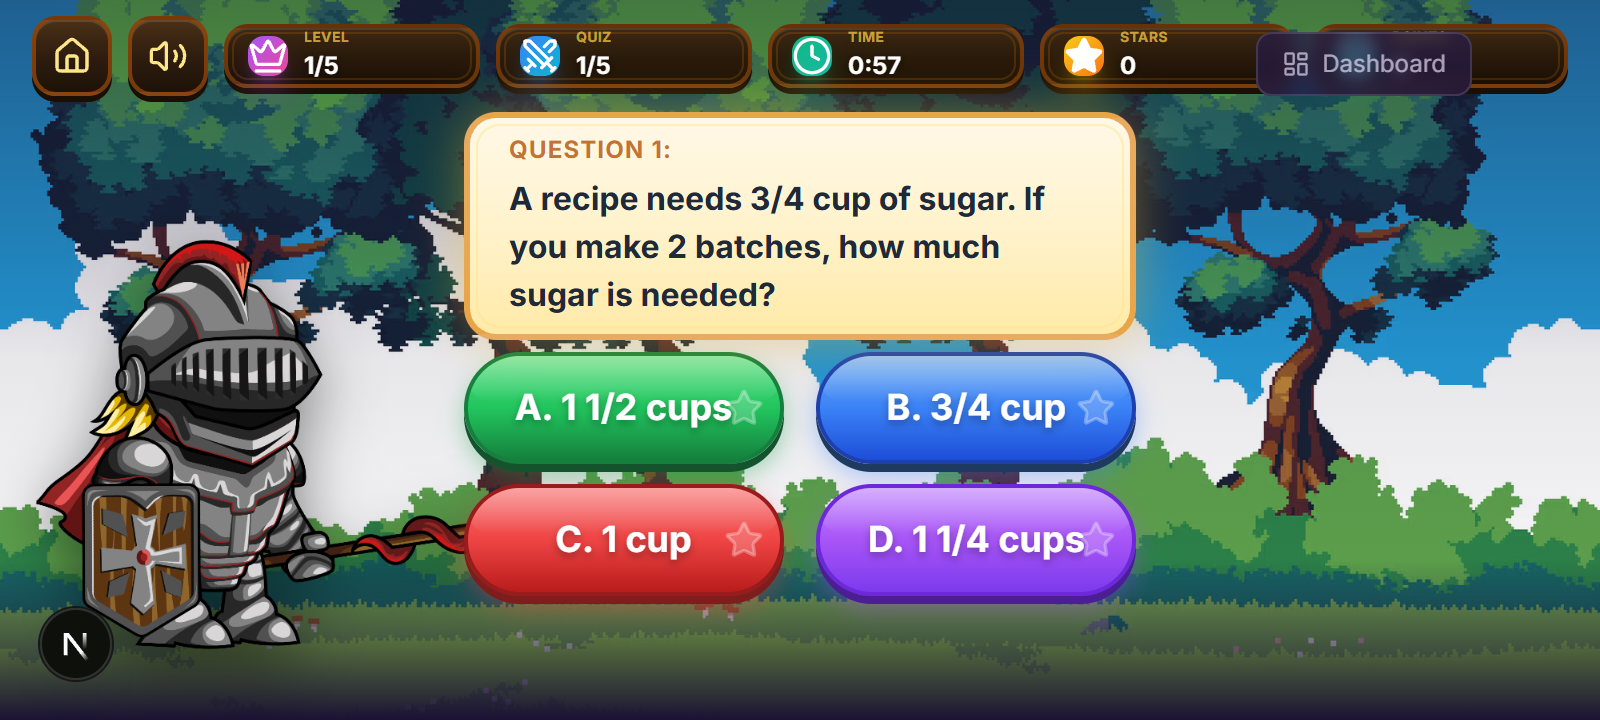 LEVEL
1/5
QUIZ
1/5
TIME
0:57
STARS
0
Dashboard
QUESTION 1:
A recipe needs 3/4 cup of sugar. If
you make 2 batches, how much
sugar is needed?
A. 1 1/2 cups
B. 3/4 cup
C. 1 cup
D. 1 1/4 cups
N